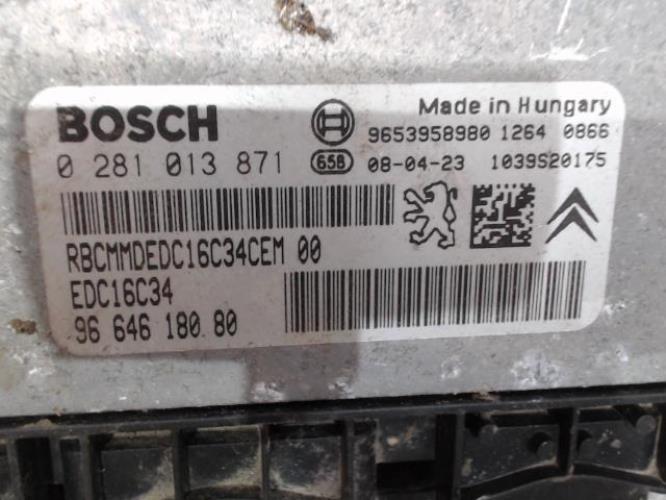 BOSCH
Made in Hungary
9653958980 1264 0866
0 281 013 871
658
08-04-23 1039S20175
RBCMMDEDC16C34CEM 00
EDC16C34
96 646 180 80